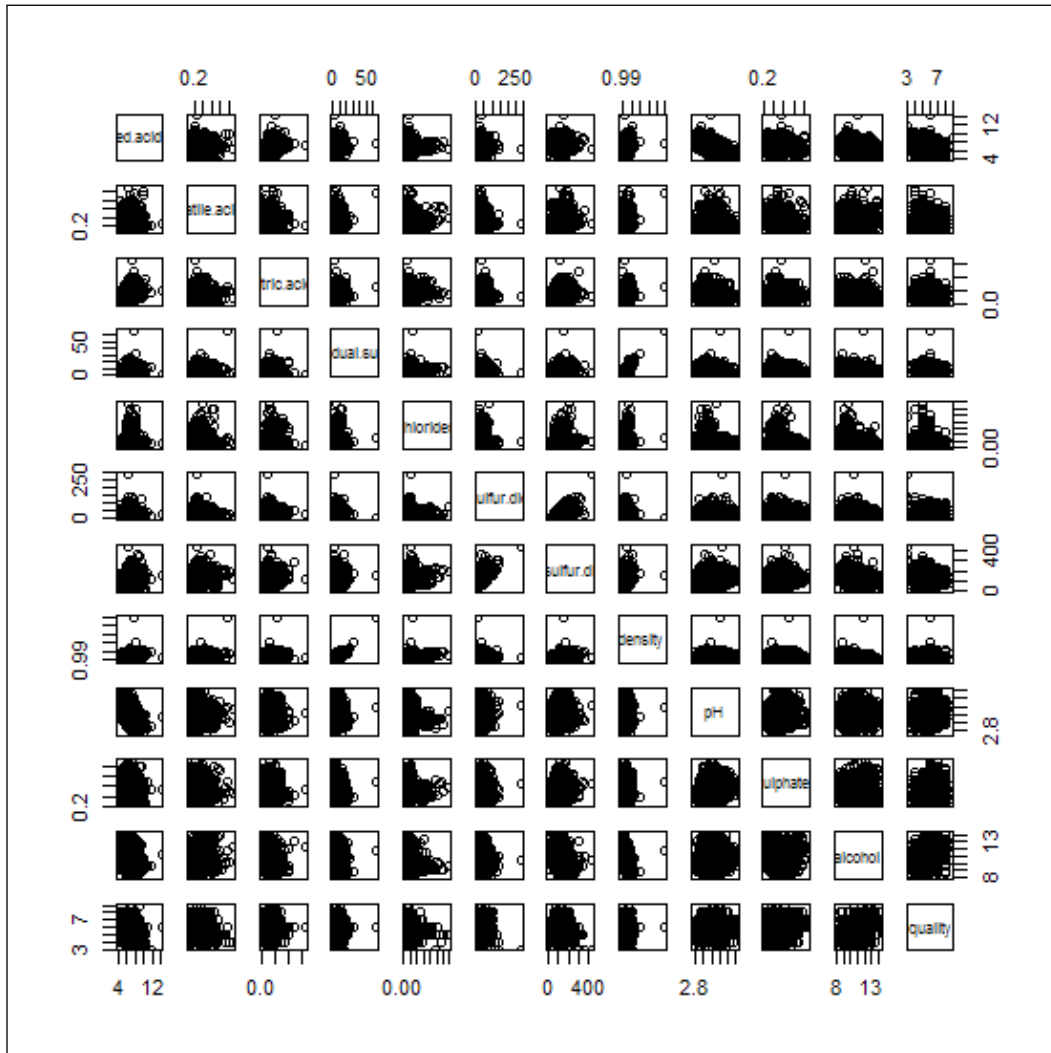 0.2 0 50 0 250 0.99 0.2 3 7
ed.acid 12
4
0.2 atile.aci
tric.acid 0.0
50
0 dual.su
hlorides 0.00
250
0 ulfur.di
sulfur.di 400
0
0.99 density
pH 2.8
0.2 ulphate
alcohol 13
8
7
3 quality
4 12 0.0 0.00 0 400 2.8 8 13